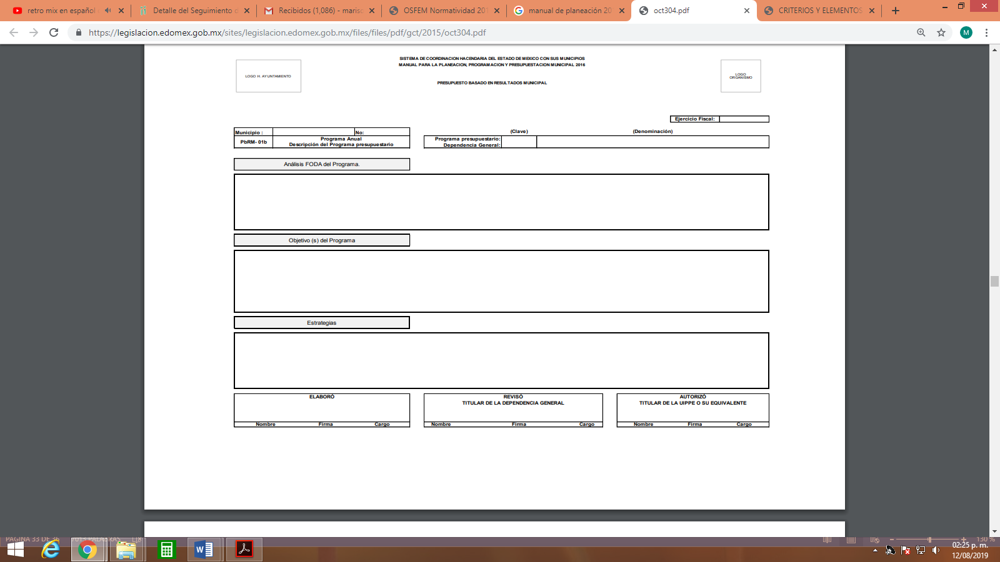 retro mix en español
Detalle del Seguimiento
Recibidos (1,086) - maris
OSFEM Normatividad 201
manual de planeación 20
oct304.pdf
CRITERIOS Y ELEMENTOS
https://legislacion.edomex.gob.mx/sites/legislacion.edomex.gob.mx/files/files/pdf/gct/2015/oct304.pdf
M
SISTEMA DE COORDINACION HACENDARIA DEL ESTADO DE MEXICO CON SUS MUNICIPIOS
MANUAL PARA LA PLANEACION, PROGRAMACION Y PRESUPUESTACION MUNICIPAL 2016
LOGO H. AYUNTAMIENTO
LOGO
ORGANISMO
PRESUPUESTO BASADO EN RESULTADOS MUNICIPAL
Ejercicio Fiscal:
Municipio :
No:
(Clave)
(Denominación)
PbRM- 01b
Programa Anual
Descripción del Programa presupuestario
Programa presupuestario:
Dependencia General:
Análisis FODA del Programa.
Objetivo (s) del Programa
Estrategias
ELABORÓ
Nombre Firma Cargo
REVISÓ
TITULAR DE LA DEPENDENCIA GENERAL
Nombre Firma Cargo
AUTORIZÓ
TITULAR DE LA UIPPE O SU EQUIVALENTE
Nombre Firma Cargo
PÁGINA 33 DE 36
PALABRAS
130 %
02:25 p. m.
12/08/2019